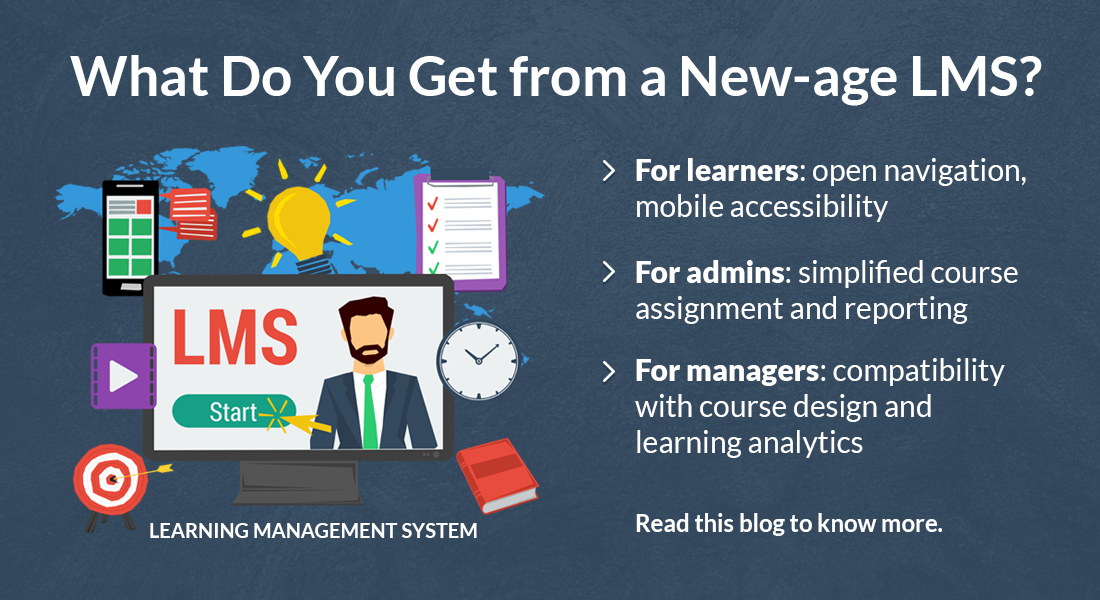 What Do You Get from a New-age LMS?
For learners: open navigation,
mobile accessibility
For admins: simplified course
assignment and reporting
For managers: compatibility
with course design and
learning analytics
Read this blog to know more.
LMS
Start
LEARNING MANAGEMENT SYSTEM